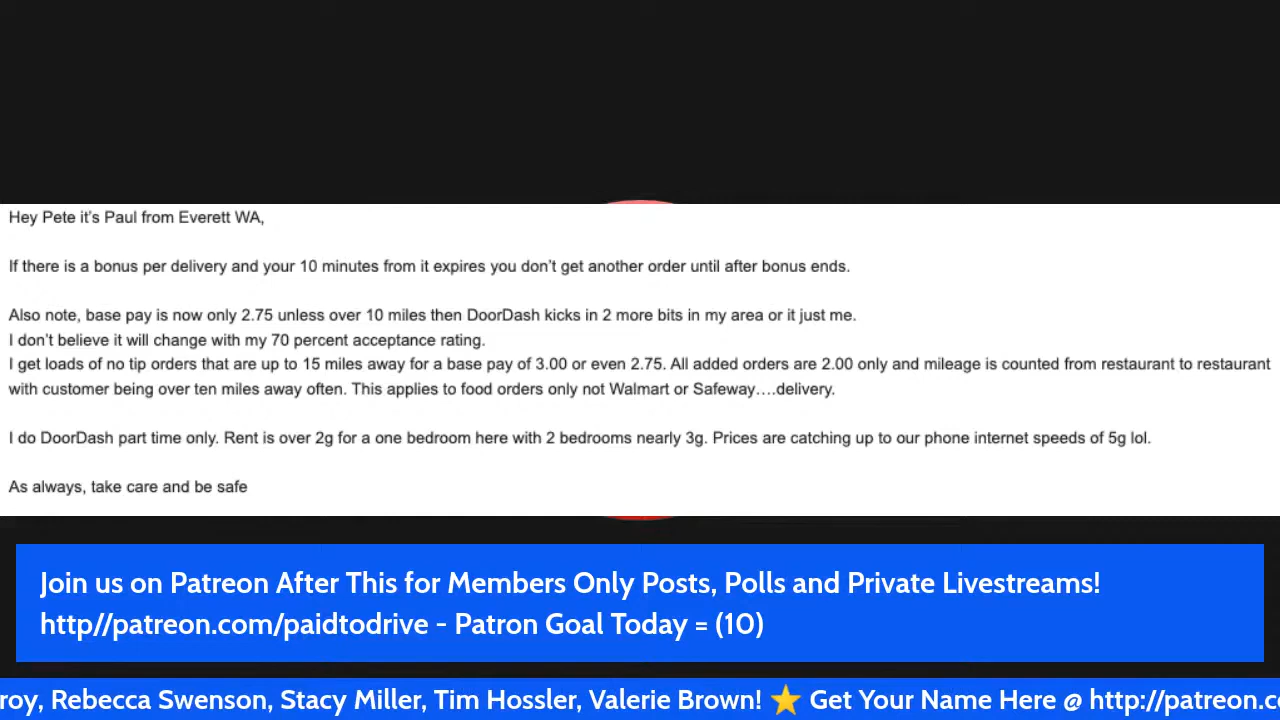 Hey Pete it's Paul from Everett WA,
If there is a bonus per delivery and your 10 minutes from it expires you don't get another order until after bonus ends.
Also note, base pay is now only 2.75 unless over 10 miles then DoorDash kicks in 2 more bits in my area or it just me.
I don't believe it will change with my 70 percent acceptance rating.
I get loads of no tip orders that are up to 15 miles away for a base pay of 3.00 or even 2.75. All added orders are 2.00 only and mileage is counted from restaurant to restaurant
with customer being over ten miles away often. This applies to food orders only not Walmart or Safeway….delivery.
I do DoorDash part time only. Rent is over 2g for a one bedroom here with 2 bedrooms nearly 3g. Prices are catching up to our phone internet speeds of 5g lol.
As always, take care and be safe
Join us on Patreon After This for Members Only Posts, Polls and Private Livestreams!
http//patreon.com/paidtodrive - Patron Goal Today = (10)
roy, Rebecca Swenson, Stacy Miller, Tim Hossler, Valerie Brown! ⭐ Get Your Name Here @ http://patreon.c